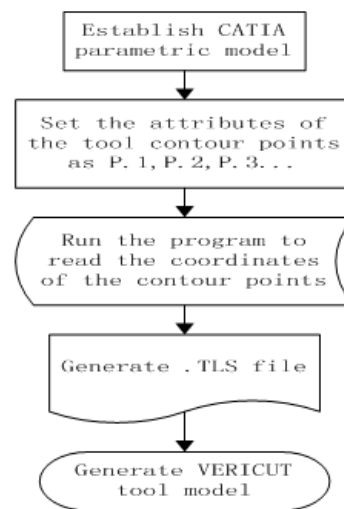 Establish CATIA
parametric model
Set the attributes of
the tool contour points
as P.1,P.2,P.3...
Run the program to
read the coordinates
of the contour points
Generate .TLS file
Generate VERICUT
tool model